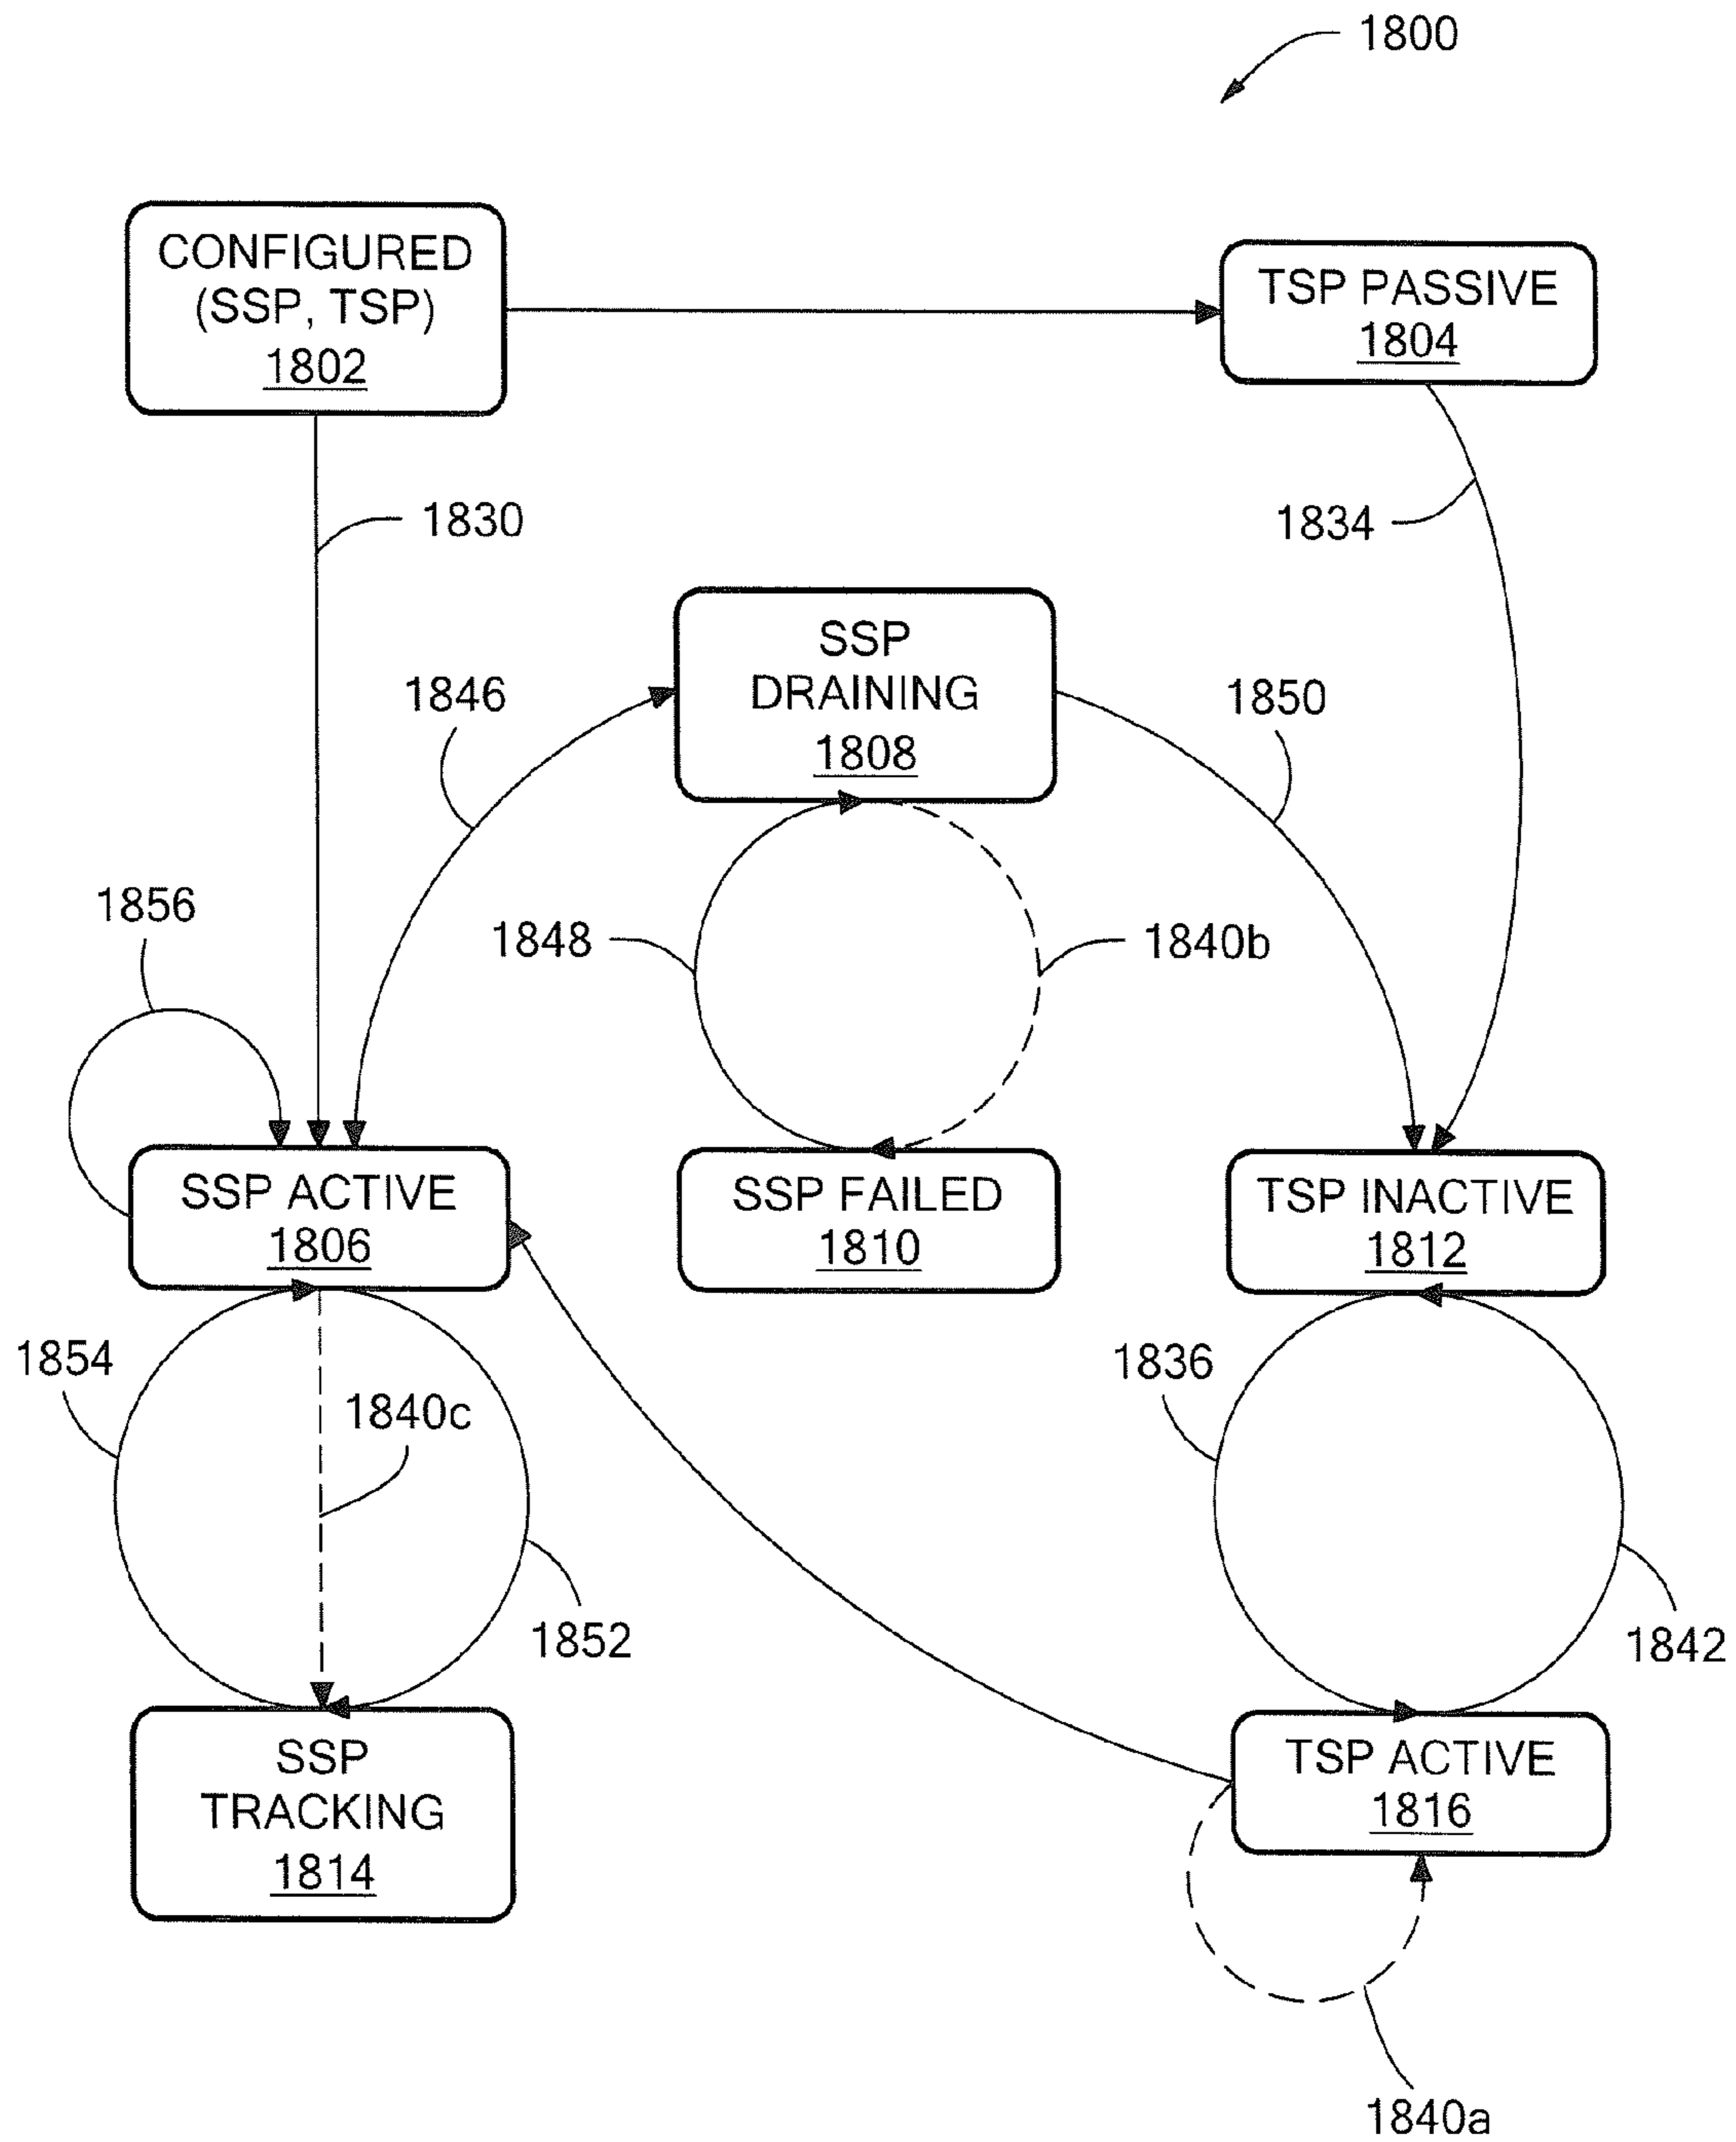 1800
CONFIGURED
(SSP, TSP)
1802
TSP PASSIVE
1804
1830
1834
SSP
DRAINING
1808
1846
1850
1856
1848
1840b
SSP ACTIVE
1806
SSP FAILED
1810
TSP INACTIVE
1812
1854
1840c
1836
1852
1842
SSP
TRACKING
1814
TSP ACTIVE
1816
1840a